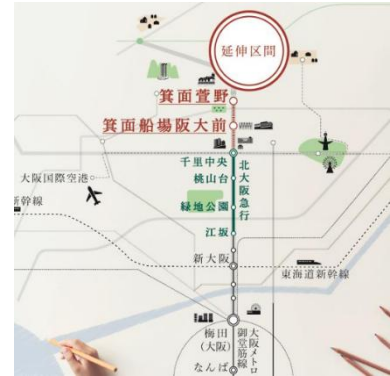 延伸区間
箕面萱野
箕面船場阪大前
千里中央
桃山台
緑地公園
江坂
北大阪急行
大阪国際空港
新幹線
新大阪
東海道新幹線
梅田
(大阪)
なんば
大阪メトロ
御堂筋線